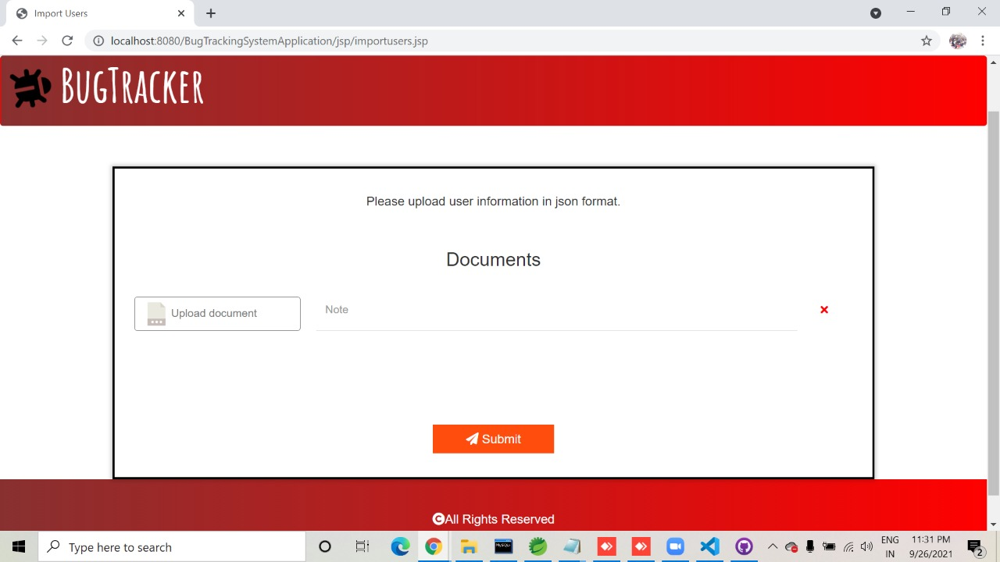 Import Users
localhost:8080/BugTrackingSystemApplication/jsp/importusers.jsp
BugTracker
Please upload user information in json format.
Documents
Upload document
Note
Submit
All Rights Reserved
Type here to search
MySQL
ENG
IN
11:31 PM
9/26/2021
2